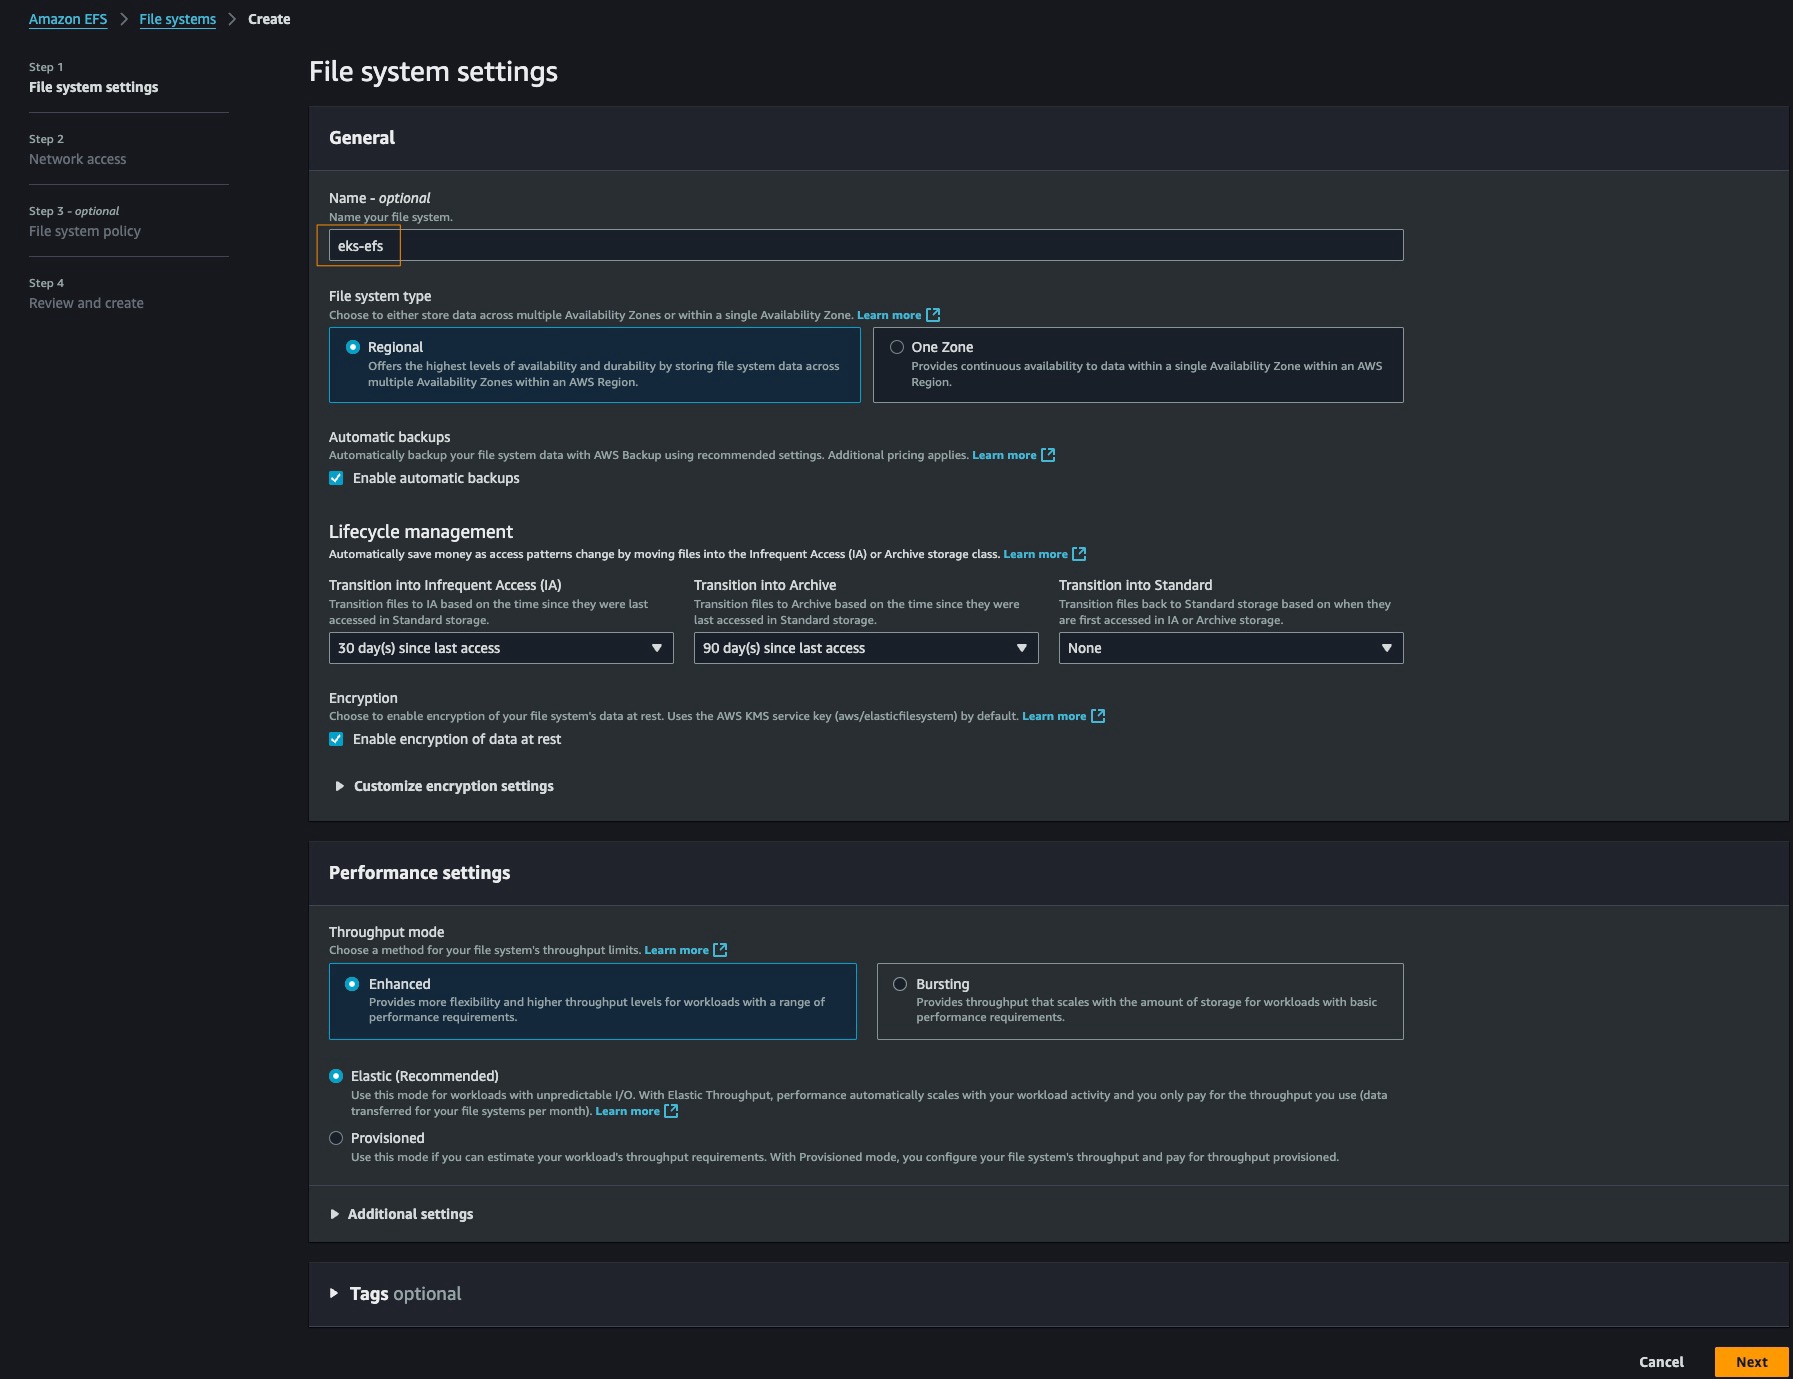 Amazon EFS > File systems > Create
Step 1
File system settings
Step 2
Network access
Step 3 - optional
File system policy
Step 4
Review and create
File system settings
General
Name - optional
Name your file system.
eks-efs
File system type
Choose to either store data across multiple Availability Zones or within a single Availability Zone. Learn more
Regional
Offers the highest levels of availability and durability by storing file system data across
multiple Availability Zones within an AWS Region.
One Zone
Provides continuous availability to data within a single Availability Zone within an AWS
Region.
Automatic backups
Automatically backup your file system data with AWS Backup using recommended settings. Additional pricing applies. Learn more
Enable automatic backups
Lifecycle management
Automatically save money as access patterns change by moving files into the Infrequent Access (IA) or Archive storage class. Learn more
Transition into Infrequent Access (IA)
Transition files to IA based on the time since they were last
accessed in Standard storage.
30 day(s) since last access
Transition into Archive
Transition files to Archive based on the time since they were
last accessed in Standard storage.
90 day(s) since last access
Transition into Standard
Transition files back to Standard storage based on when they
are first accessed in IA or Archive storage.
None
Encryption
Choose to enable encryption of your file system's data at rest. Uses the AWS KMS service key (aws/elasticfilesystem) by default. Learn more
Enable encryption of data at rest
Customize encryption settings
Performance settings
Throughput mode
Choose a method for your file system's throughput limits. Learn more
Enhanced
Provides more flexibility and higher throughput levels for workloads with a range of
performance requirements.
Bursting
Provides throughput that scales with the amount of storage for workloads with basic
performance requirements.
Elastic (Recommended)
Use this mode for workloads with unpredictable I/O. With Elastic Throughput, performance automatically scales with your workload activity and you only pay for the throughput you use (data
transferred for your file systems per month). Learn more
Provisioned
Use this mode if you can estimate your workload's throughput requirements. With Provisioned mode, you configure your file system's throughput and pay for throughput provisioned.
Additional settings
Tags optional
Cancel
Next